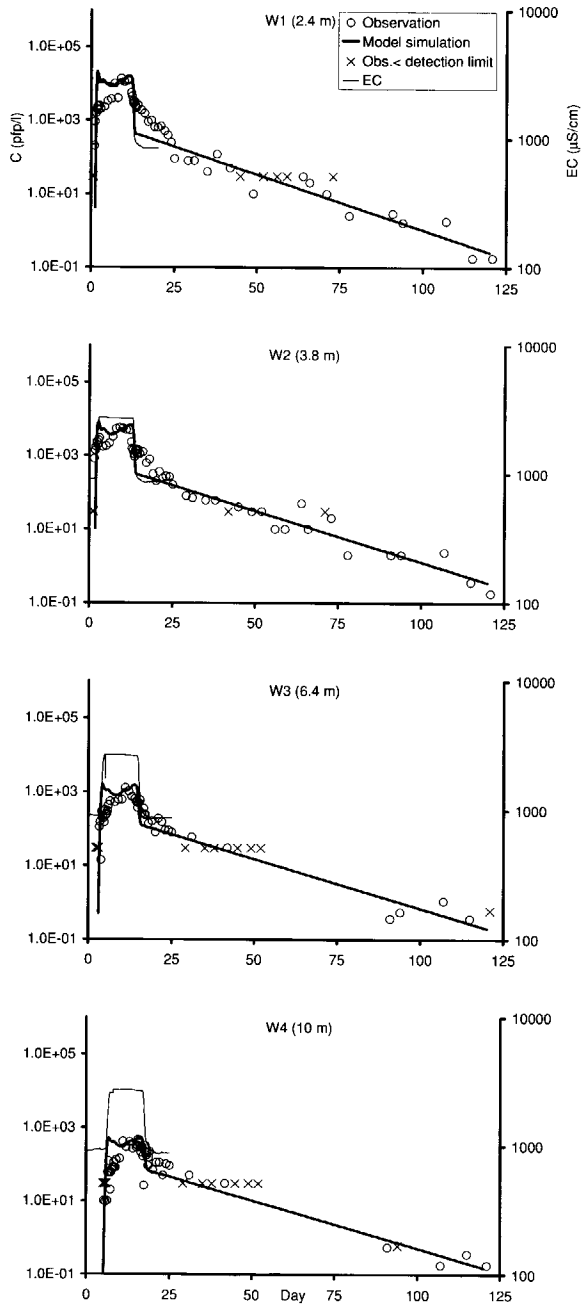 W1 (2.4 m)
Observation
Model simulation
Obs.< detection limit
EC
1.0E+05
1.0E+03
1.0E+01
1.0E-01
C (pfp/l)
10000
1000
100
EC (µS/cm)
0 25 50 75 100 125
W2 (3.8 m)
1.0E+05
1.0E+03
1.0E+01
1.0E-01
10000
1000
100
0 25 50 75 100 125
W3 (6.4 m)
1.0E+05
1.0E+03
1.0E+01
1.0E-01
10000
1000
100
0 25 50 75 100 125
W4 (10 m)
1.0E+05
1.0E+03
1.0E+01
1.0E-01
10000
1000
100
0 25 50 Day 75 100 125